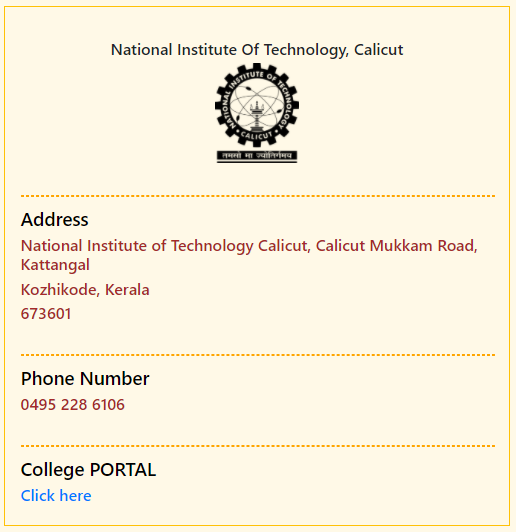 National Institute Of Technology, Calicut
NATIONAL INSTITUTE OF TECHNOLOGY
• CALICUT •
तमसो मा ज्योतिर्गमय
Address
National Institute of Technology Calicut, Calicut Mukkam Road,
Kattangal
Kozhikode, Kerala
673601
Phone Number
0495 228 6106
College PORTAL
Click here